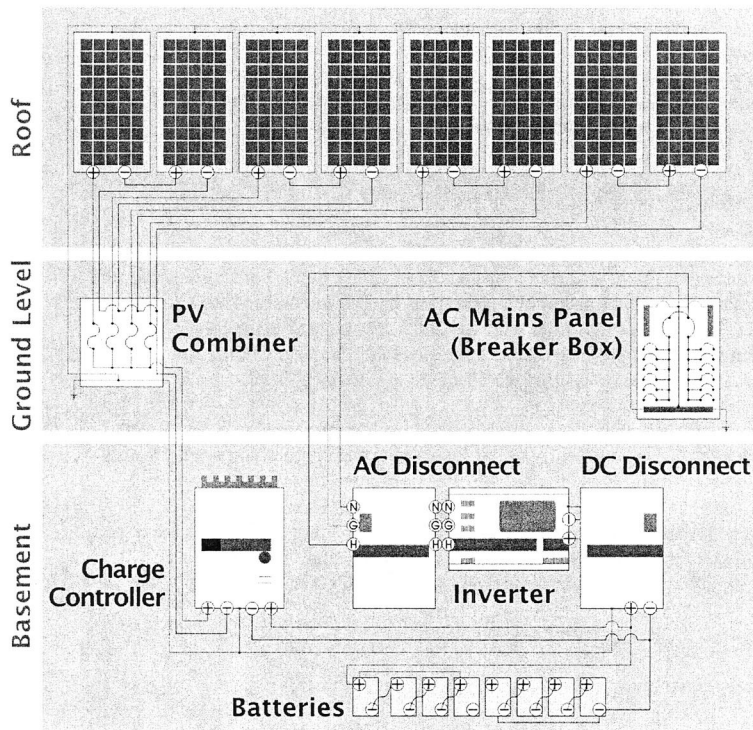 Roof
+ − + − + − + − + − + − + − + −
Ground Level
PV
Combiner
AC Mains Panel
(Breaker Box)
Basement
AC Disconnect
DC Disconnect
N N N
G G G
H H H
Charge
Controller
Inverter
+ − − +
+ −
Batteries